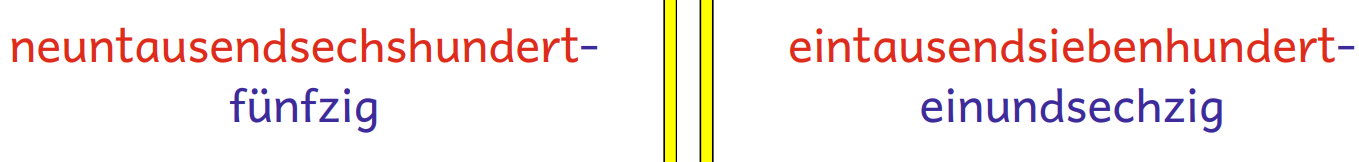 neuntausendsechshundert-
fünfzig
eintausendsiebenhundert-
einundsechzig